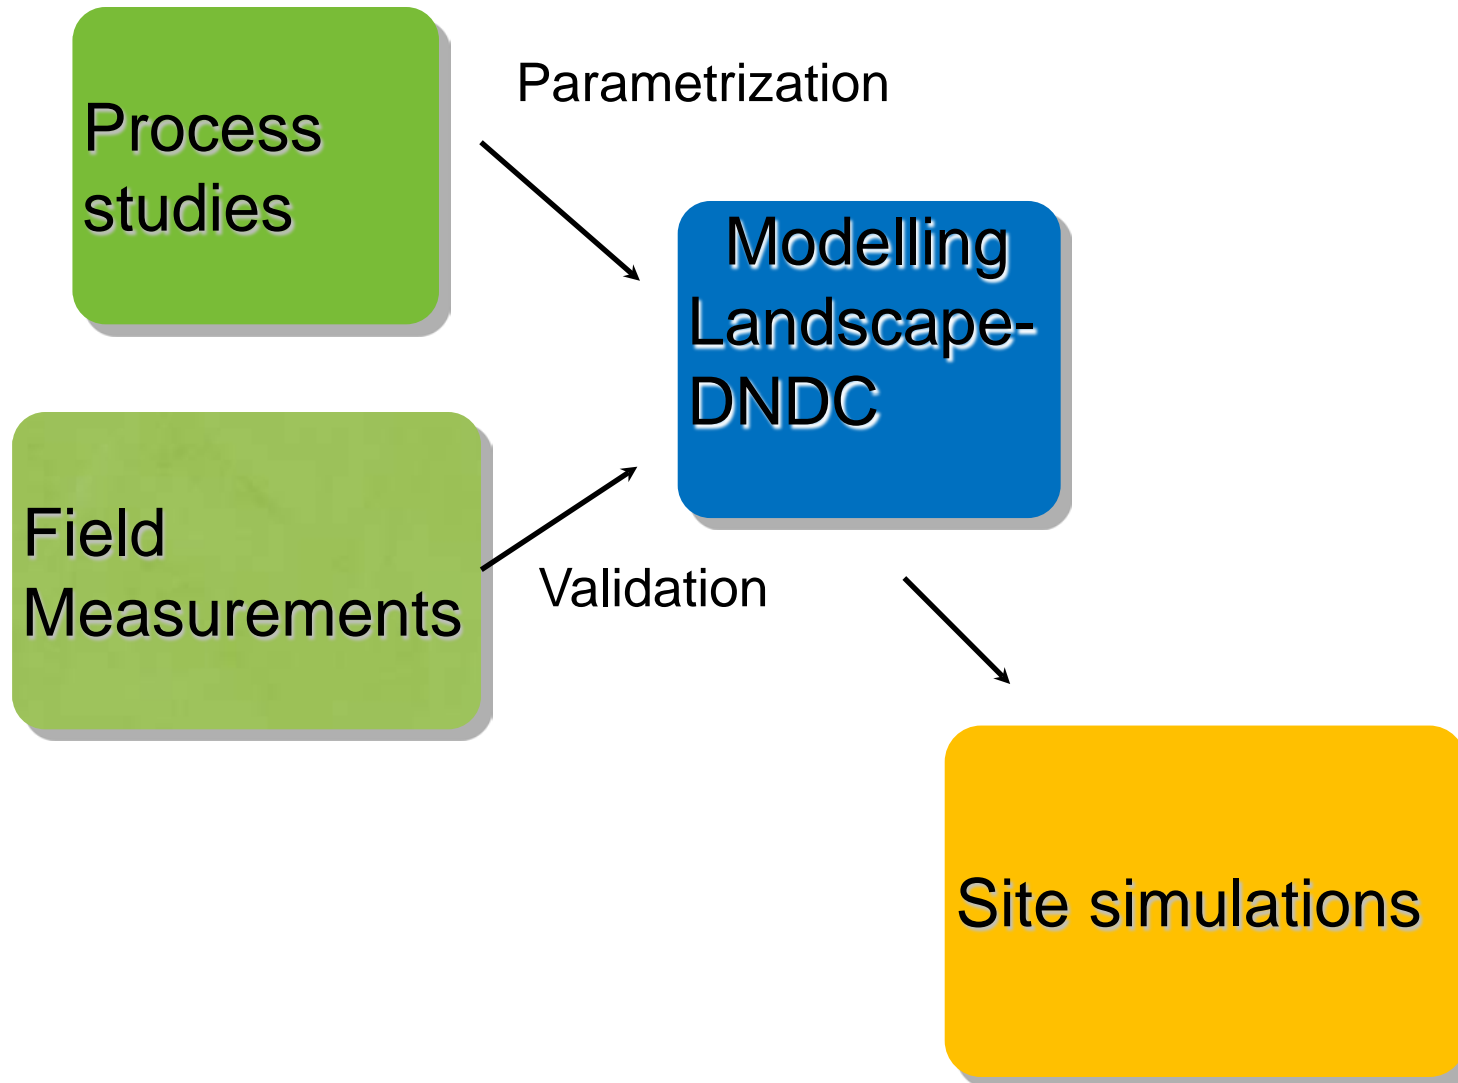 Process
studies
Parametrization
Modelling
Landscape-
DNDC
Field
Measurements
Validation
Site simulations